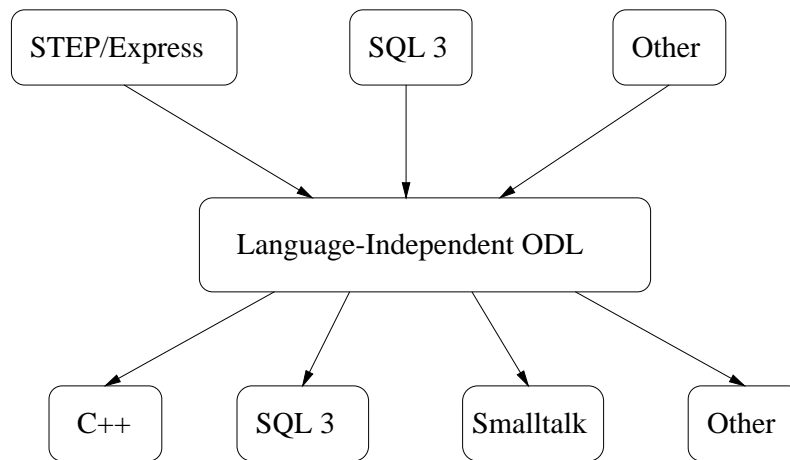 STEP/Express
SQL 3
Other
Language-Independent ODL
C++
SQL 3
Smalltalk
Other